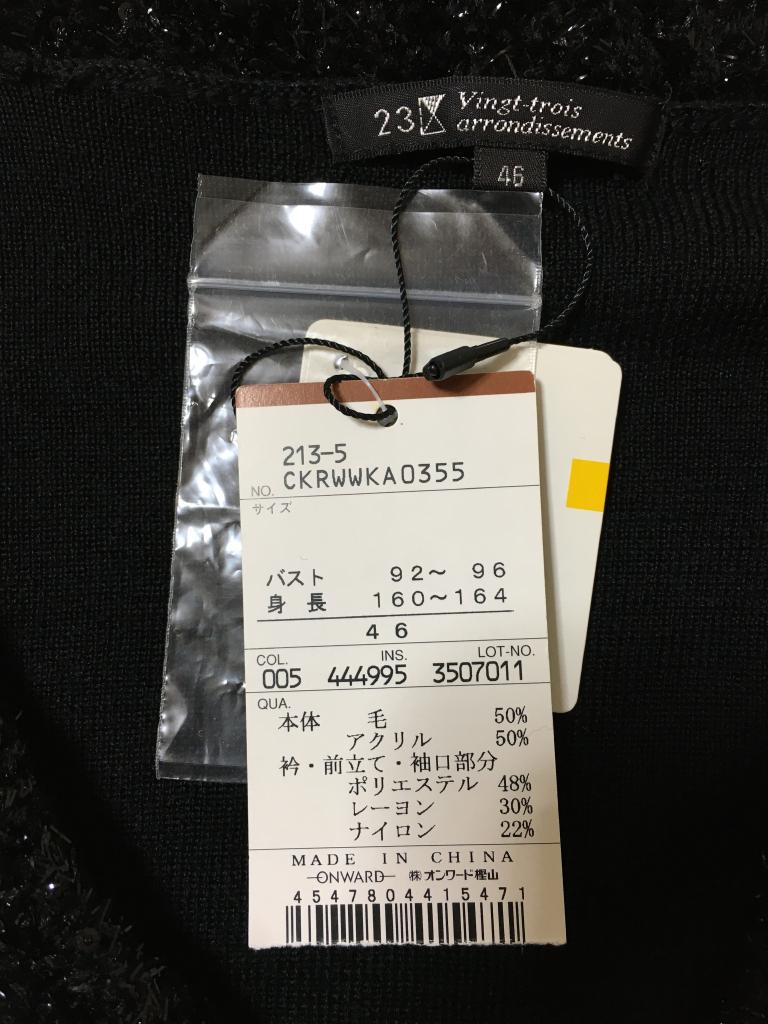 23区 Vingt-trois
arrondissements
46
213-5
NO. CKRWWKA0355
サイズ
バスト 92～ 96
身 長 160～164
46
COL. INS. LOT-NO.
005 444995 3507011
QUA.
本体 毛 50%
アクリル 50%
衿・前立て・袖口部分
ポリエステル 48%
レーヨン 30%
ナイロン 22%
MADE IN CHINA
ONWARD ㈱オンワード樫山
4547804415471